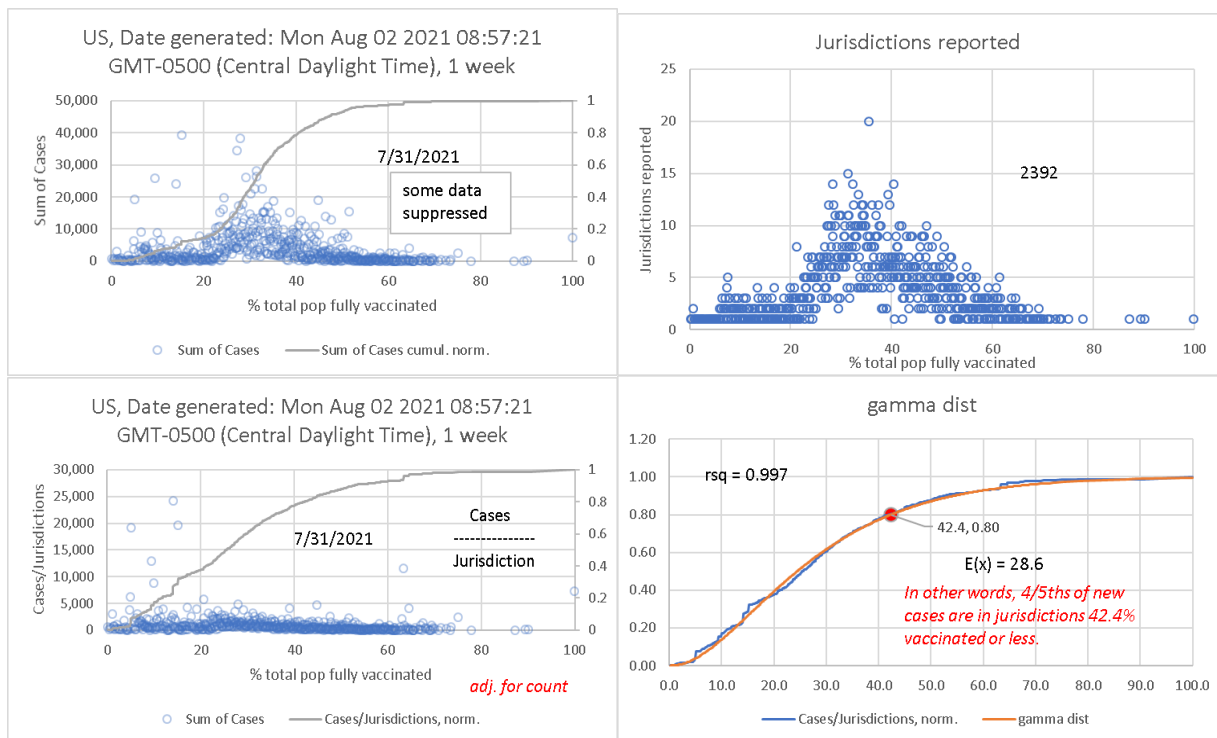 US, Date generated: Mon Aug 02 2021 08:57:21
GMT-0500 (Central Daylight Time), 1 week
50,000
40,000
30,000
20,000
10,000
0
1
0.8
0.6
0.4
0.2
0
Sum of Cases
7/31/2021
some data
suppressed
0
20
40
60
80
100
% total pop fully vaccinated
Sum of Cases
Sum of Cases cumul. norm.
Jurisdictions reported
25
20
15
10
5
0
Jurisdictions reported
2392
0
20
40
60
80
100
% total pop fully vaccinated
US, Date generated: Mon Aug 02 2021 08:57:21
GMT-0500 (Central Daylight Time), 1 week
30,000
25,000
20,000
15,000
10,000
5,000
0
1
0.8
0.6
0.4
0.2
0
Cases/Jurisdictions
7/31/2021
Cases
---------------
Jurisdiction
0
20
40
60
80
100
% total pop fully vaccinated
adj. for count
Sum of Cases
Cases/Jurisdictions, norm.
gamma dist
1.20
1.00
0.80
0.60
0.40
0.20
0.00
rsq = 0.997
42.4, 0.80
E(x) = 28.6
In other words, 4/5ths of new
cases are in jurisdictions 42.4%
vaccinated or less.
0.0
10.0
20.0
30.0
40.0
50.0
60.0
70.0
80.0
90.0
100.0
Cases/Jurisdictions, norm.
gamma dist